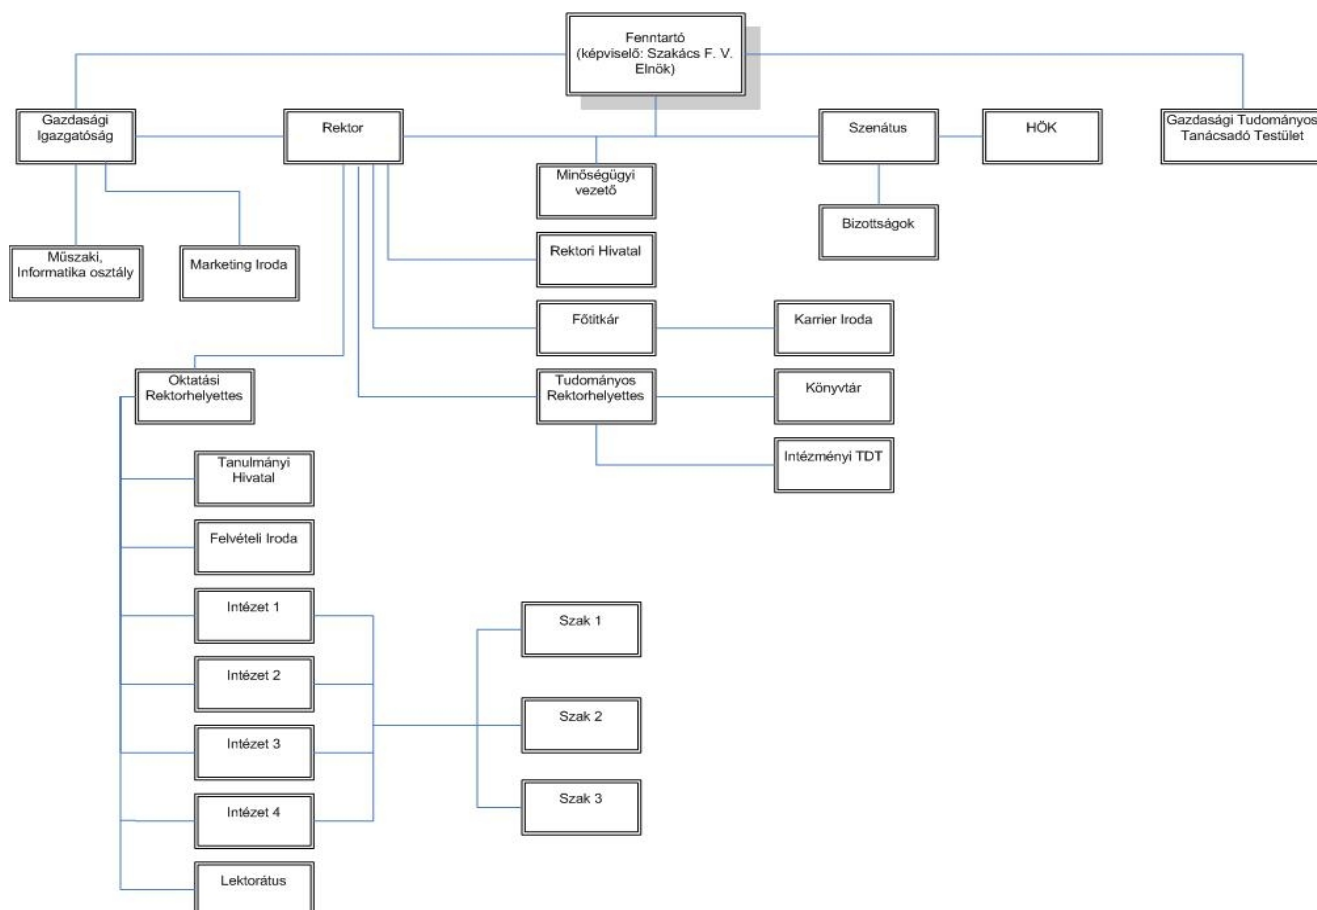 Fenntartó
(képviselő: Szakács F. V.
Elnök)
Gazdasági
Igazgatóság
Rektor
Szenátus
HÖK
Gazdasági Tudományos
Tanácsadó Testület
Minőségügyi
vezető
Bizottságok
Rektori Hivatal
Műszaki,
Informatika osztály
Marketing Iroda
Főtitkár
Karrier Iroda
Oktatási
Rektorhelyettes
Tudományos
Rektorhelyettes
Könyvtár
Intézményi TDT
Tanulmányi
Hivatal
Felvételi Iroda
Intézet 1
Szak 1
Intézet 2
Szak 2
Intézet 3
Szak 3
Intézet 4
Lektorátus